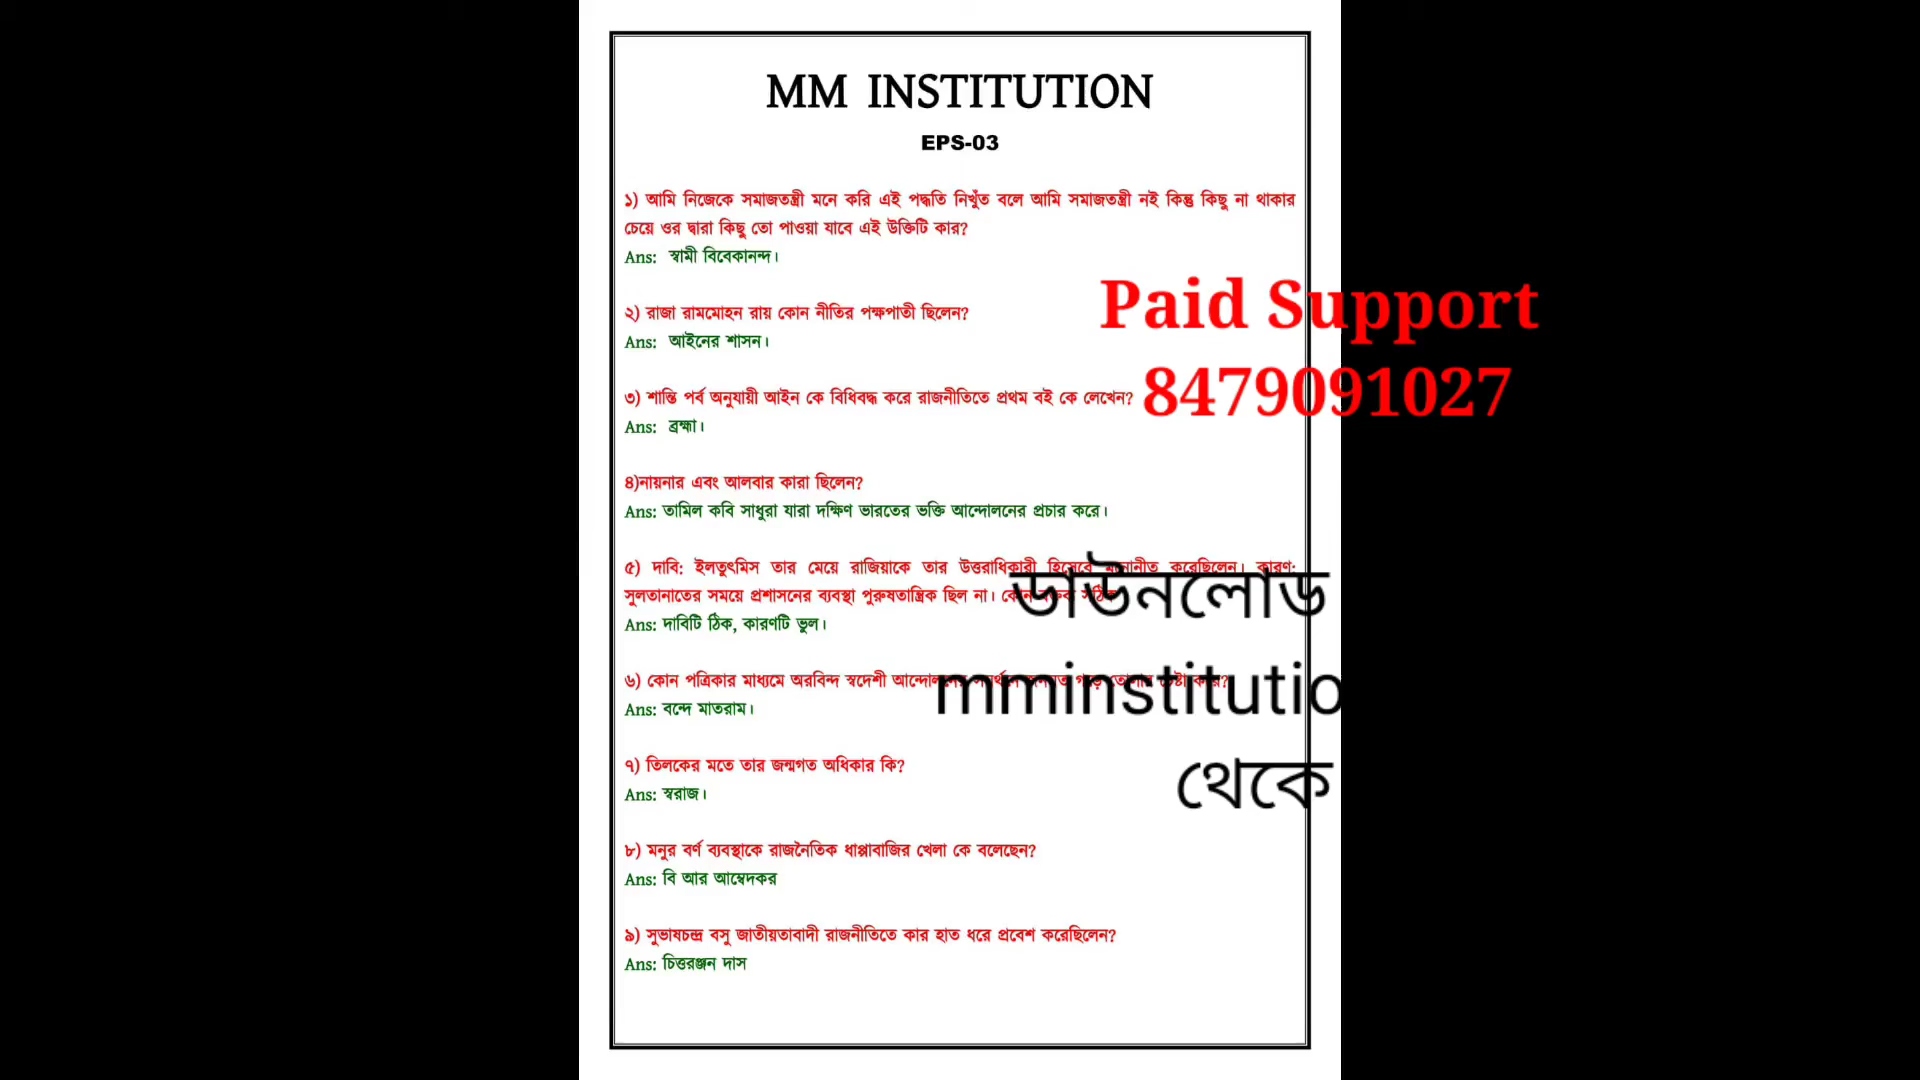 MM INSTITUTION
EPS-03
১) আমি নিজেকে সমাজতন্ত্রী মনে করি এই পদ্ধতি নিখুঁত বলে আমি সমাজতন্ত্রী নই কিন্তু কিছু না থাকার
চেয়ে ওর দ্বারা কিছু তো পাওয়া যাবে এই উক্তিটি কার?
Ans: স্বামী বিবেকানন্দ।
Paid Support
২) রাজা রামমোহন রায় কোন নীতির পক্ষপাতী ছিলেন?
Ans: আইনের শাসন।
8479091027
৩) শান্তি পর্ব অনুযায়ী আইন কে বিধিবদ্ধ করে রাজনীতিতে প্রথম বই কে লেখেন?
Ans: ব্রহ্মা।
৪)নায়নার এবং আলবার কারা ছিলেন?
Ans: তামিল কবি সাধুরা যারা দক্ষিণ ভারতের ভক্তি আন্দোলনের প্রচার করে।
৫) দাবি: ইলতুৎমিস তার মেয়ে রাজিয়াকে তার উত্তরাধিকারী হিসেবে মনোনীত করেছিলেন। কারণ:
সুলতানাতের সময়ে প্রশাসনের ব্যবস্থা পুরুষতান্ত্রিক ছিল না।
ডাউনলোড
Ans: দাবিটি ঠিক, কারণটি ভুল।
৬) কোন পত্রিকার মাধ্যমে অরবিন্দ স্বদেশী
mminstitutio
Ans: বন্দে মাতরাম।
৭) তিলকের মতে তার জন্মগত অধিকার কি?
থেকে
Ans: স্বরাজ।
৮) মনুর বর্ণ ব্যবস্থাকে রাজনৈতিক ধাপ্পাবাজির খেলা কে বলেছেন?
Ans: বি আর আম্বেদকর
৯) সুভাষচন্দ্র বসু জাতীয়তাবাদী রাজনীতিতে কার হাত ধরে প্রবেশ করেছিলেন?
Ans: চিত্তরঞ্জন দাস